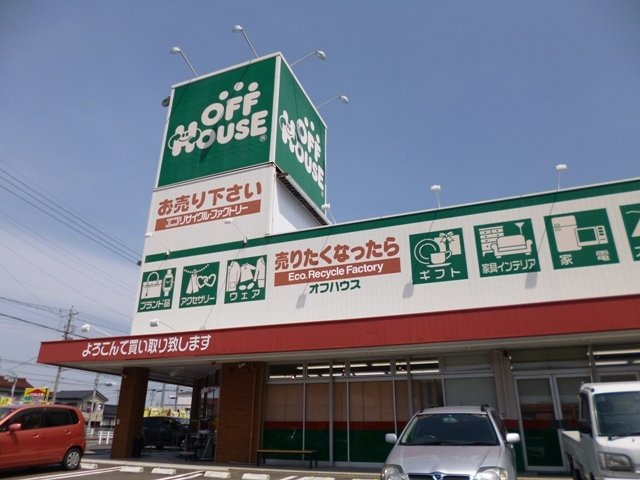 OFF
HOUSE
®
OFF
HOUSE
お売り下さい
エコリサイクル・ファクトリー
売りたくなったら
Eco. Recycle Factory
オフハウス
ブランド品
アクセサリー
ウェア
ギフト
家具インテリア
家電
よろこんで買い取り致します